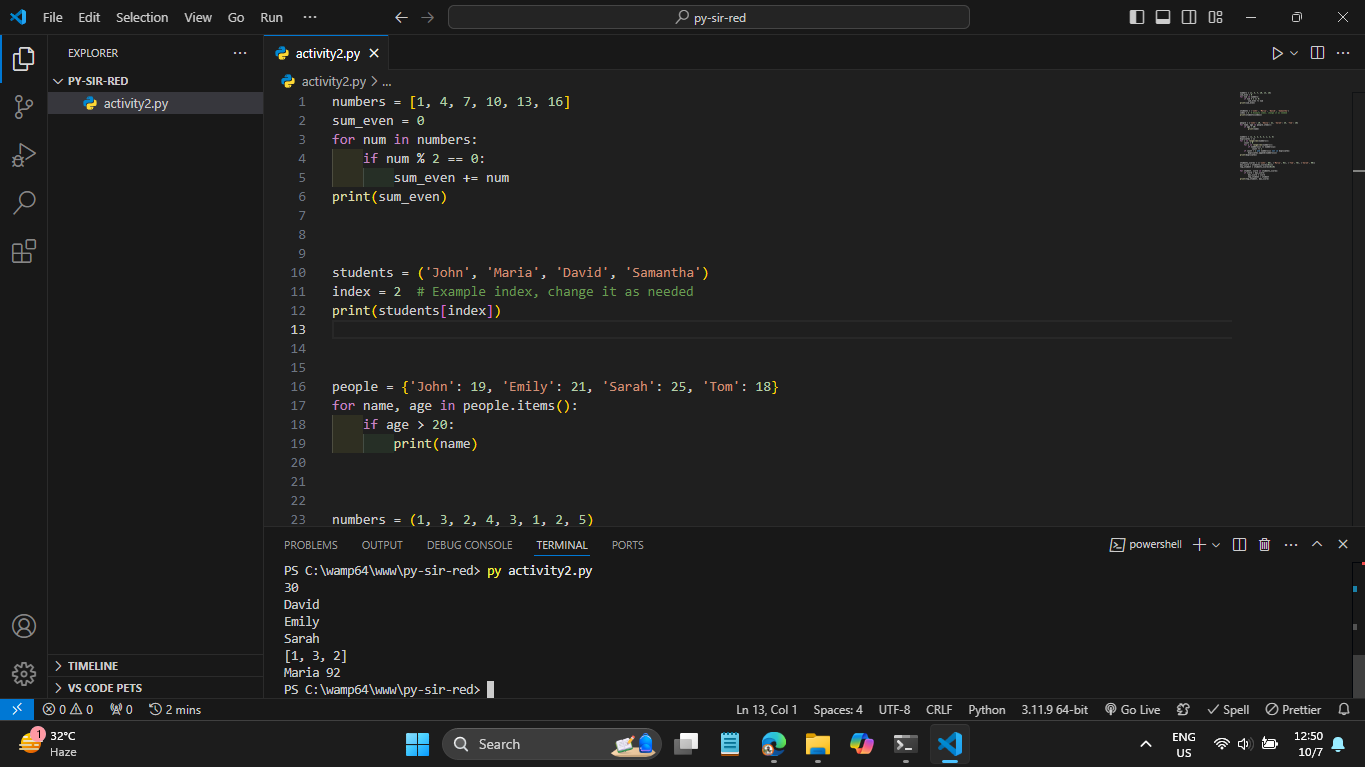 File Edit Selection View Go Run ··· py-sir-red
EXPLORER ···
PY-SIR-RED
activity2.py
TIMELINE
VS CODE PETS
activity2.py
activity2.py > ...
1 numbers = [1, 4, 7, 10, 13, 16]
2 sum_even = 0
3 for num in numbers:
4     if num % 2 == 0:
5         sum_even += num
6 print(sum_even)
7
8
9
10 students = ('John', 'Maria', 'David', 'Samantha')
11 index = 2  # Example index, change it as needed
12 print(students[index])
13
14
15
16 people = {'John': 19, 'Emily': 21, 'Sarah': 25, 'Tom': 18}
17 for name, age in people.items():
18     if age > 20:
19         print(name)
20
21
22
23 numbers = (1, 3, 2, 4, 3, 1, 2, 5)
PROBLEMS OUTPUT DEBUG CONSOLE TERMINAL PORTS powershell
PS C:\wamp64\www\py-sir-red> py activity2.py
30
David
Emily
Sarah
[1, 3, 2]
Maria 92
PS C:\wamp64\www\py-sir-red>
0 0 0 2 mins Ln 13, Col 1 Spaces: 4 UTF-8 CRLF Python 3.11.9 64-bit Go Live Spell Prettier
1 32°C
Haze
Search
ENG
US
12:50
10/7